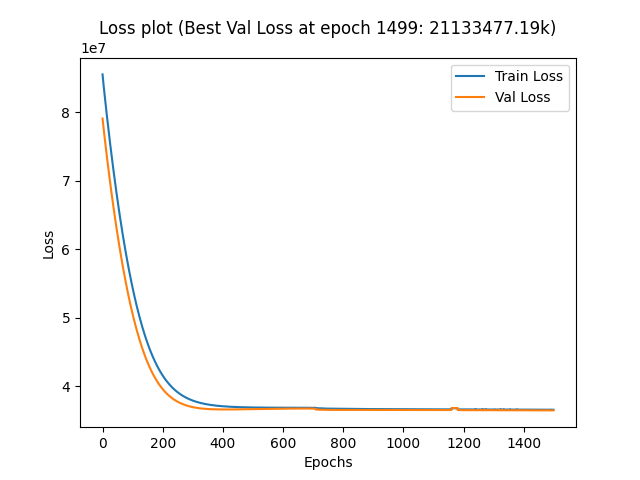 Loss plot (Best Val Loss at epoch 1499: 21133477.19k)
1e7
Train Loss
Val Loss
8
7
6
5
4
Loss
0 200 400 600 800 1000 1200 1400
Epochs